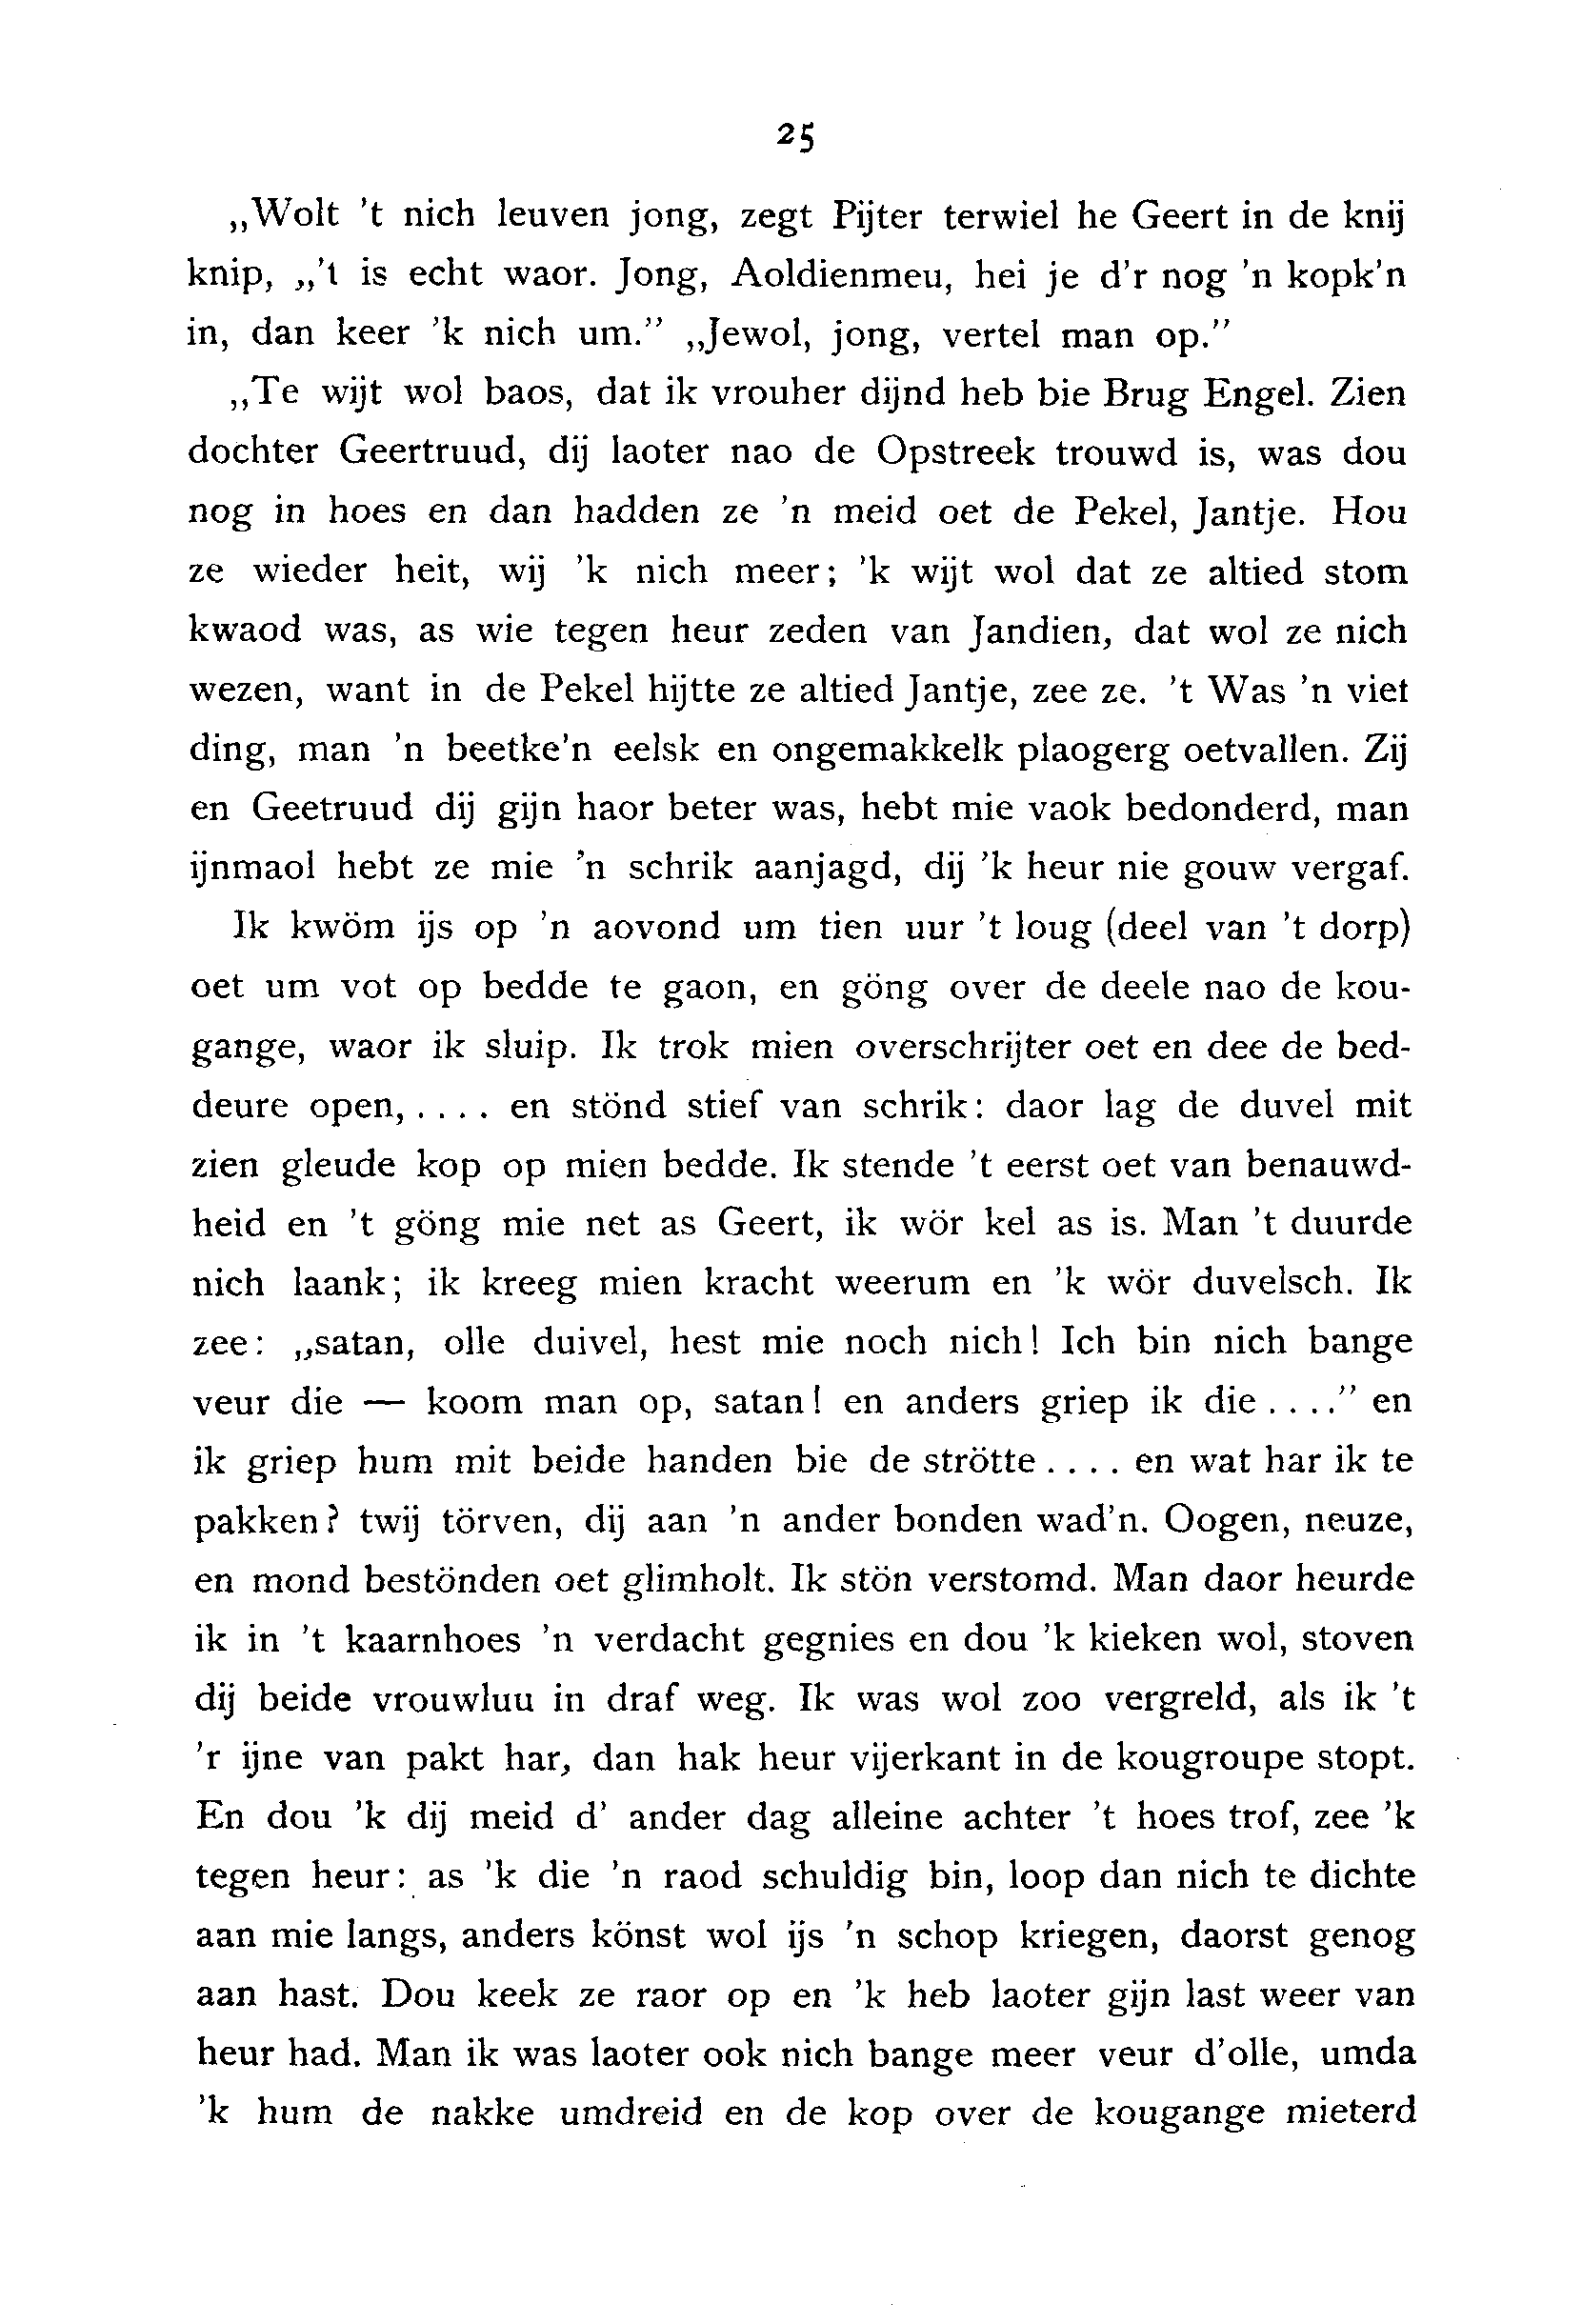 25
„Wolt 't nich leuven jong, zegt Pijter terwiel he Geert in de knij
knip, „'t is echt waor. Jong, Aoldienmeu, hei je d'r nog 'n kopk'n
in, dan keer 'k nich um.” „Jewol, jong, vertel man op.”
„Te wijt wol baos, dat ik vrouher dijnd heb bie Brug Engel. Zien
dochter Geertruud, dij laoter nao de Opstreek trouwd is, was dou
nog in hoes en dan hadden ze 'n meid oet de Pekel, Jantje. Hou
ze wieder heit, wij 'k nich meer; 'k wijt wol dat ze altied stom
kwaod was, as wie tegen heur zeden van Jandien, dat wol ze nich
wezen, want in de Pekel hijtte ze altied Jantje, zee ze. 't Was 'n viet
ding, man 'n beetke'n eelsk en ongemakkelk plaogerg oetvallen. Zij
en Geetruud dij gijn haor beter was, hebt mie vaok bedonderd, man
ijnmaol hebt ze mie 'n schrik aanjagd, dij 'k heur nie gouw vergaf.
Ik kwöm ijs op 'n aovond um tien uur 't loug (deel van 't dorp)
oet um vot op bedde te gaon, en göng over de deele nao de kou-
gange, waor ik sluip. Ik trok mien overschrijter oet en dee de bed-
deure open, . . . . en stönd stief van schrik: daor lag de duvel mit
zien gleude kop op mien bedde. Ik stende 't eerst oet van benauwd-
heid en 't göng mie net as Geert, ik wör kel as is. Man 't duurde
nich laank; ik kreeg mien kracht weerum en 'k wör duvelsch. Ik
zee: „satan, olle duivel, hest mie noch nich! Ich bin nich bange
veur die — koom man op, satan! en anders griep ik die . . . .” en
ik griep hum mit beide handen bie de strötte . . . . en wat har ik te
pakken? twij törven, dij aan 'n ander bonden wad'n. Oogen, neuze,
en mond bestönden oet glimholt. Ik stön verstomd. Man daor heurde
ik in 't kaarnhoes 'n verdacht gegnies en dou 'k kieken wol, stoven
dij beide vrouwluu in draf weg. Ik was wol zoo vergreld, als ik 't
'r ijne van pakt har, dan hak heur vijerkant in de kougroupe stopt.
En dou 'k dij meid d' ander dag alleine achter 't hoes trof, zee 'k
tegen heur: as 'k die 'n raod schuldig bin, loop dan nich te dichte
aan mie langs, anders könst wol ijs 'n schop kriegen, daorst genog
aan hast. Dou keek ze raor op en 'k heb laoter gijn last weer van
heur had. Man ik was laoter ook nich bange meer veur d'olle, umda
'k hum de nakke umdreid en de kop over de kougange mieterd